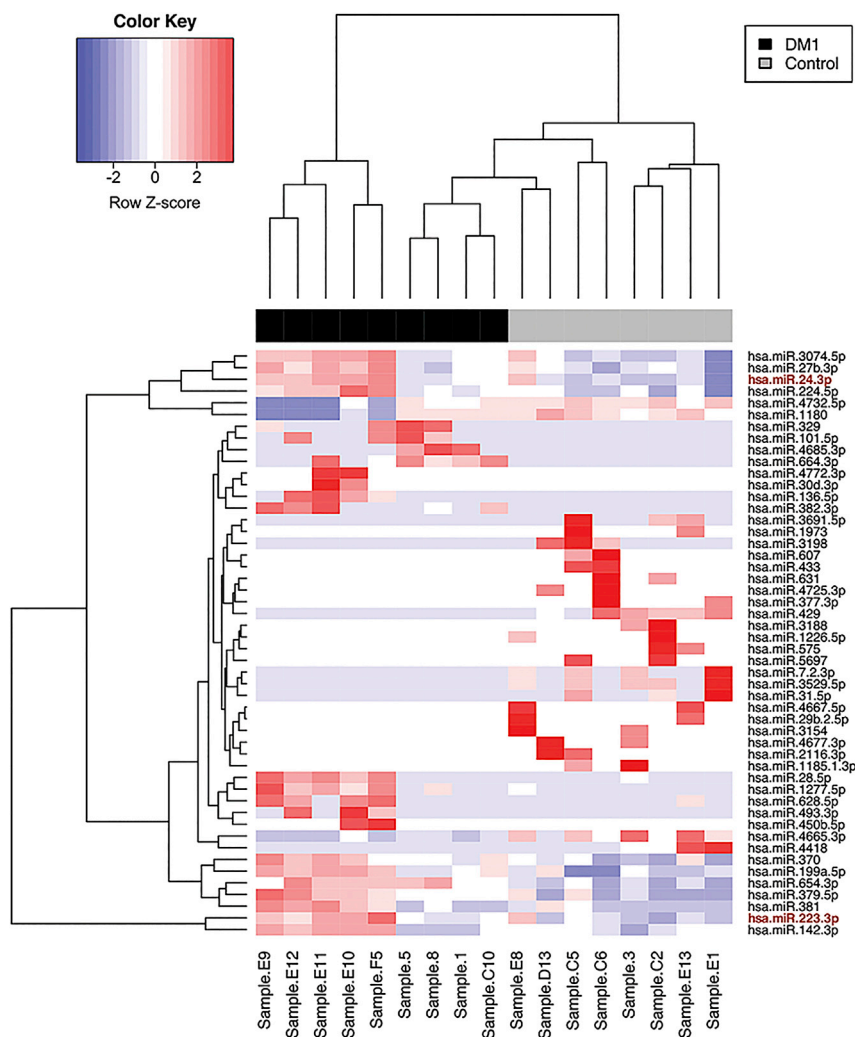 Color Key
-2 0 2
Row Z-score
DM1
Control
hsa.miR.3074.5p
hsa.miR.27b.3p
hsa.miR.24.3p
hsa.miR.224.5p
hsa.miR.4732.5p
hsa.miR.1180
hsa.miR.329
hsa.miR.101.5p
hsa.miR.4685.3p
hsa.miR.664.3p
hsa.miR.4772.3p
hsa.miR.30d.3p
hsa.miR.136.5p
hsa.miR.382.3p
hsa.miR.3691.5p
hsa.miR.1973
hsa.miR.3198
hsa.miR.607
hsa.miR.433
hsa.miR.631
hsa.miR.4725.3p
hsa.miR.377.3p
hsa.miR.429
hsa.miR.3188
hsa.miR.1226.5p
hsa.miR.575
hsa.miR.5697
hsa.miR.7.2.3p
hsa.miR.3529.5p
hsa.miR.31.5p
hsa.miR.4667.5p
hsa.miR.29b.2.5p
hsa.miR.3154
hsa.miR.4677.3p
hsa.miR.2116.3p
hsa.miR.1185.1.3p
hsa.miR.28.5p
hsa.miR.1277.5p
hsa.miR.628.5p
hsa.miR.493.3p
hsa.miR.450b.5p
hsa.miR.4665.3p
hsa.miR.4418
hsa.miR.370
hsa.miR.199a.5p
hsa.miR.654.3p
hsa.miR.379.5p
hsa.miR.381
hsa.miR.223.3p
hsa.miR.142.3p
Sample.E9
Sample.E12
Sample.E11
Sample.E10
Sample.F5
Sample.5
Sample.8
Sample.1
Sample.C10
Sample.E8
Sample.D13
Sample.C5
Sample.C6
Sample.3
Sample.C2
Sample.E13
Sample.E1